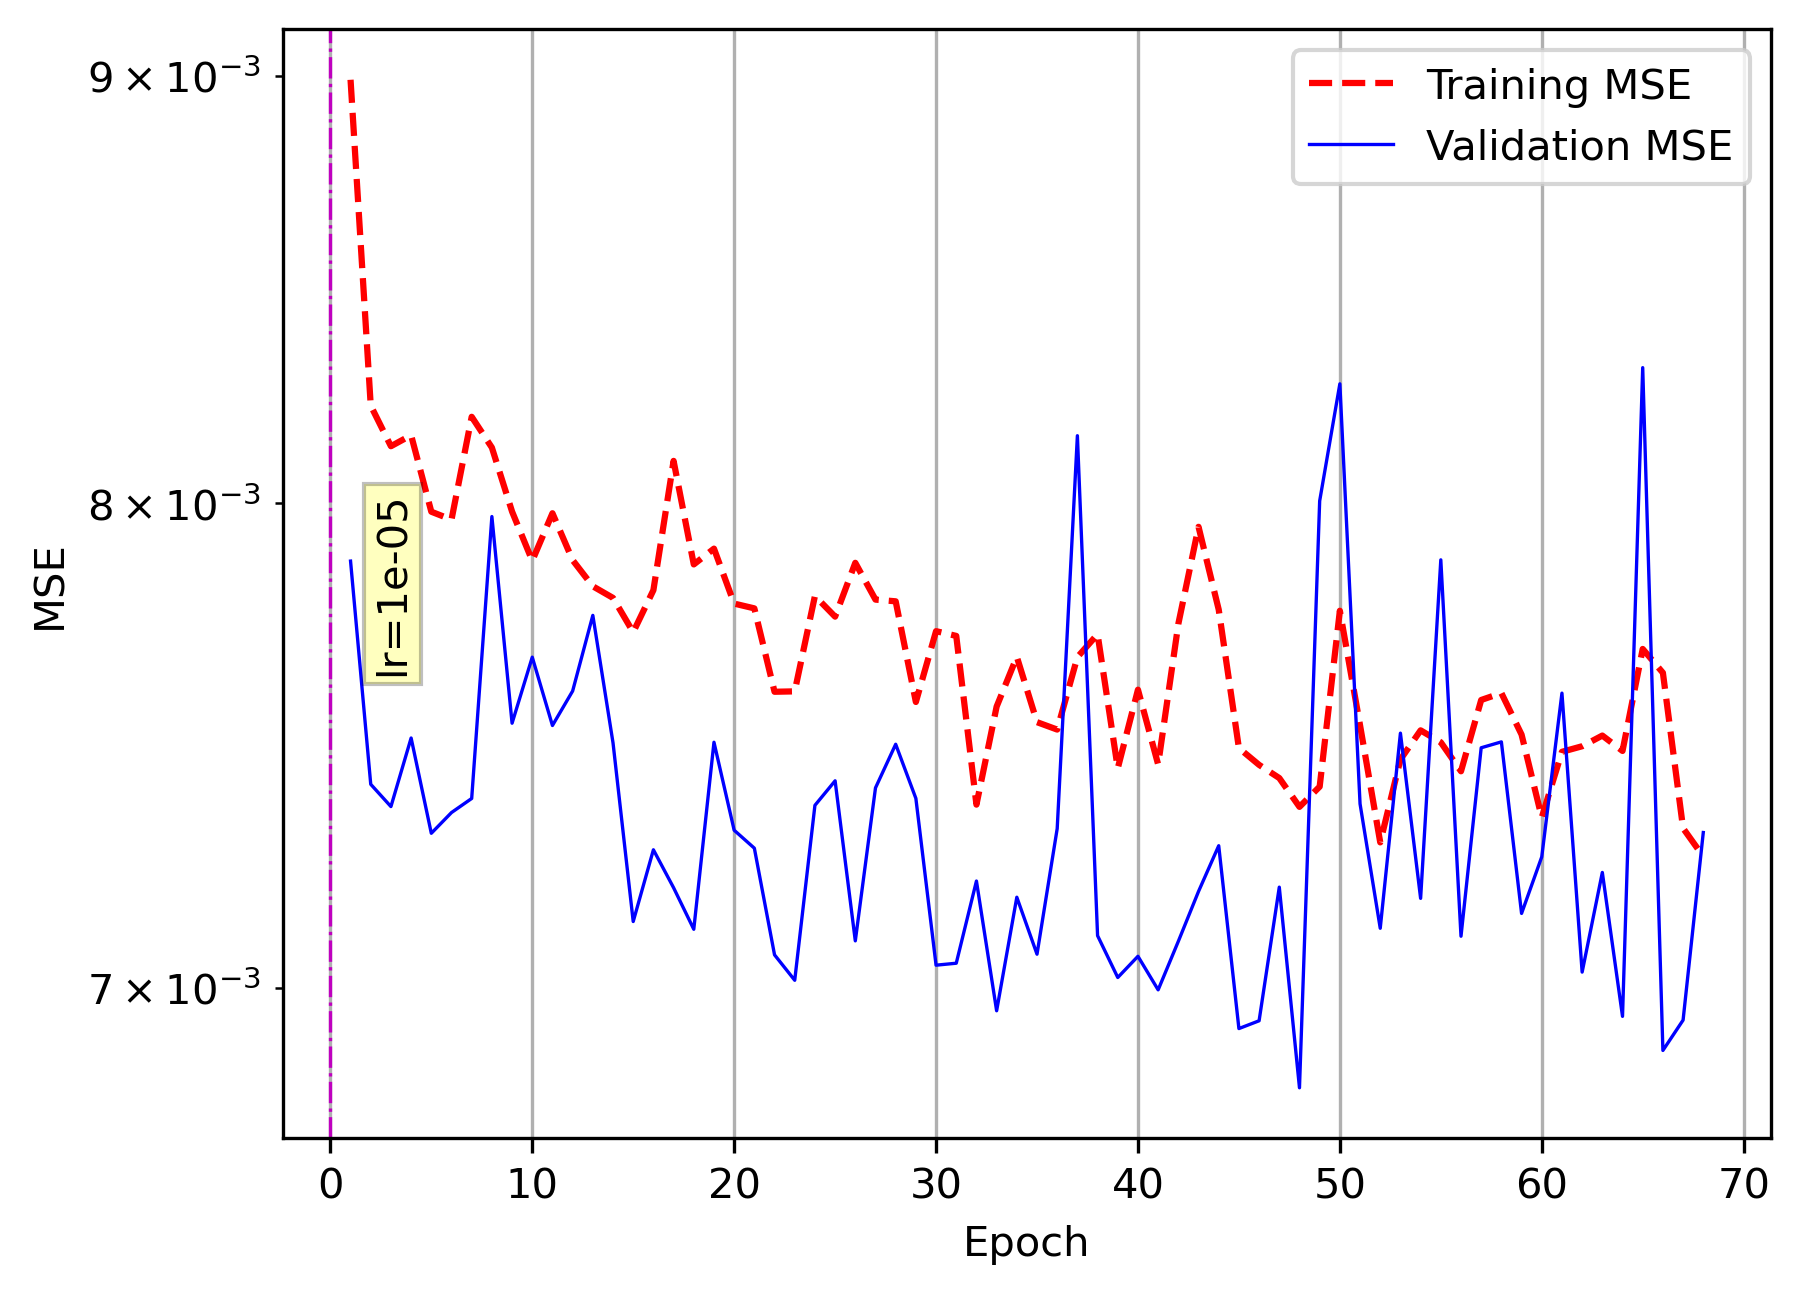 9 × 10⁻³
8 × 10⁻³
7 × 10⁻³
MSE
lr=1e-05
Training MSE
Validation MSE
0 10 20 30 40 50 60 70
Epoch